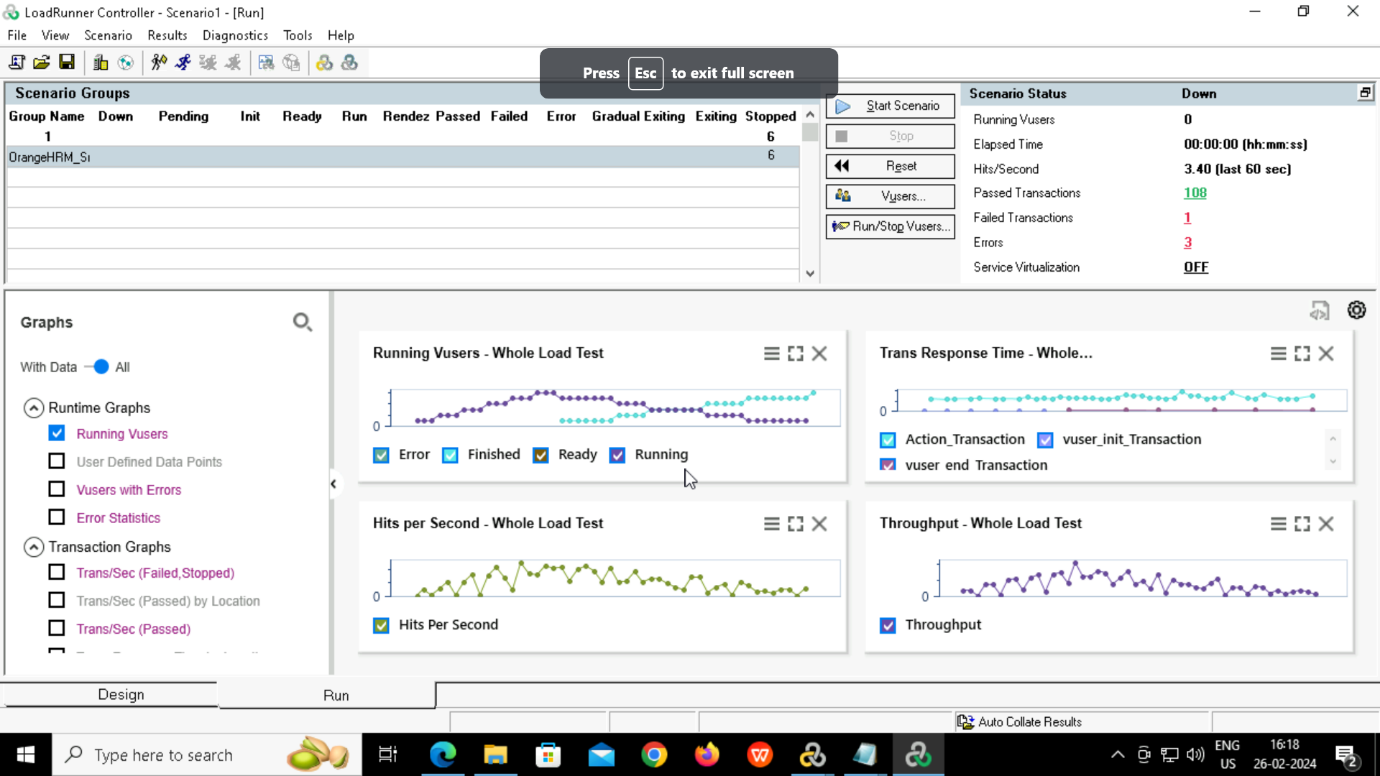 LoadRunner Controller - Scenario1 - [Run]
File View Scenario Results Diagnostics Tools Help
Press Esc to exit full screen
Scenario Groups
Group Name Down Pending Init Ready Run Rendez Passed Failed Error Gradual Exiting Exiting Stopped
1 6
OrangeHRM_Si 6
Start Scenario
Stop
Reset
Vusers...
Run/Stop Vusers...
Scenario Status Down
Running Vusers 0
Elapsed Time 00:00:00 (hh:mm:ss)
Hits/Second 3.40 (last 60 sec)
Passed Transactions 108
Failed Transactions 1
Errors 3
Service Virtualization OFF
Graphs
With Data All
Runtime Graphs
Running Vusers
User Defined Data Points
Vusers with Errors
Error Statistics
Transaction Graphs
Trans/Sec (Failed,Stopped)
Trans/Sec (Passed) by Location
Trans/Sec (Passed)
Running Vusers - Whole Load Test
0
Error Finished Ready Running
Trans Response Time - Whole...
0
Action_Transaction vuser_init_Transaction
vuser end Transaction
Hits per Second - Whole Load Test
0
Hits Per Second
Throughput - Whole Load Test
0
Throughput
Design Run
Auto Collate Results
Type here to search
ENG
US
16:18
26-02-2024
2